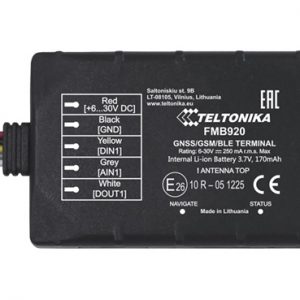 Saltoniskiu st. 9B
LT-08105, Vilnius, Lithuania
www.teltonika.eu
EAC
Red
[+6...30V DC]
Black
[GND]
Yellow
[DIN1]
Grey
[AIN1]
White
[DOUT1]
TELTONIKA
FMB920
GNSS/GSM/BLE TERMINAL
Rating: 6-30V⎓ 250 mA r.m.s. Max
Internal Li-Ion Battery 3.7V, 170mAh
! ANTENNA TOP
E26 10 R - 05 1225
NAVIGATE
STATUS
Made in Lithuania